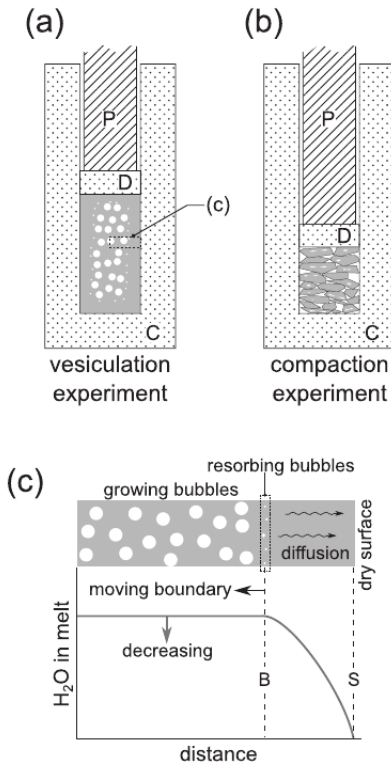 (a)
(b)
P
P
D
(c)
D
C
C
vesiculation
experiment
compaction
experiment
(c)
resorbing bubbles
growing bubbles
diffusion
dry surface
moving boundary
H₂O in melt
decreasing
B
S
distance